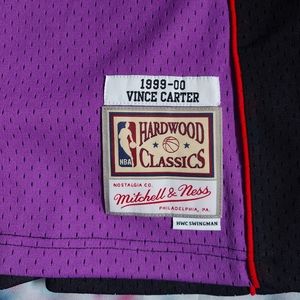 1999-00
VINCE CARTER
NBA
HARDWOOD
CLASSICS
NOSTALGIA CO.
Mitchell & Ness
PHILADELPHIA, PA.
HWC SWINGMAN